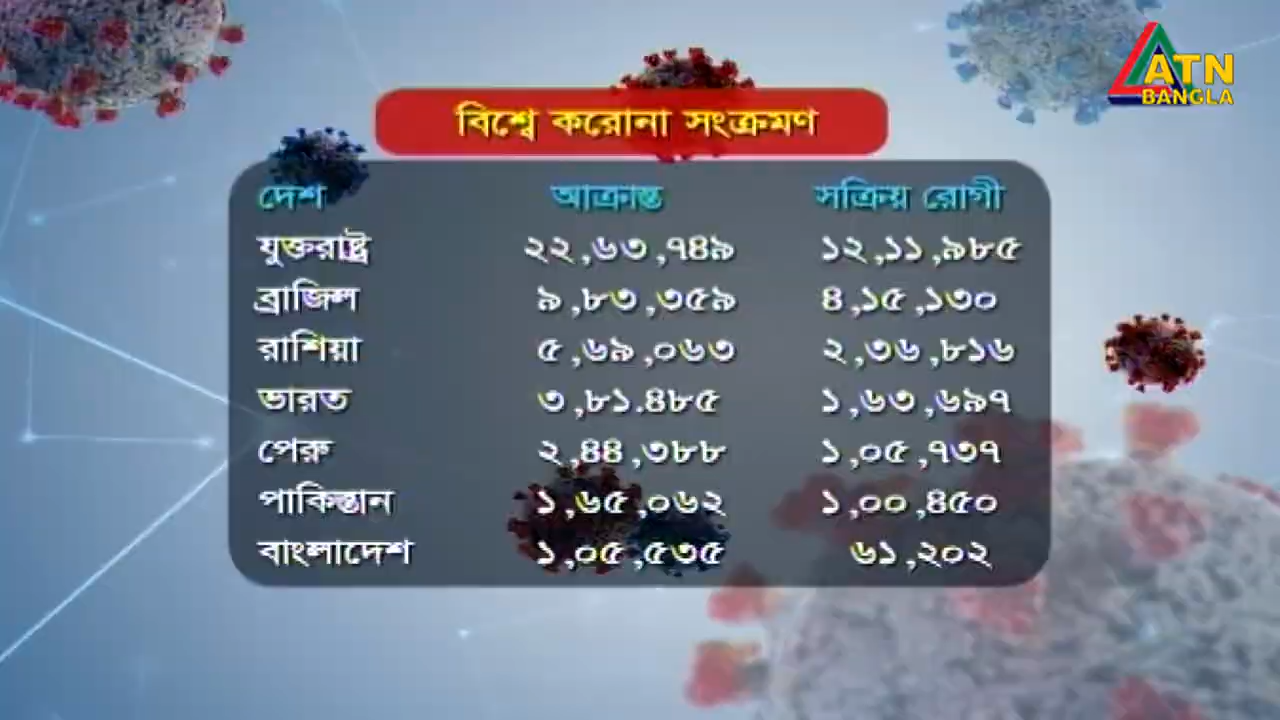 ATN
BANGLA
বিশ্বে করোনা সংক্রমণ
দেশ আক্রান্ত সক্রিয় রোগী
যুক্তরাষ্ট্র ২২,৬৩,৭৪৯ ১২,১১,৯৮৫
ব্রাজিল ৯,৮৩,৩৫৯ ৪,১৫,১৩০
রাশিয়া ৫,৬৯,০৬৩ ২,৩৬,৮১৬
ভারত ৩,৮১.৪৮৫ ১,৬৩,৬৯৭
পেরু ২,৪৪,৩৮৮ ১,০৫,৭৩৭
পাকিস্তান ১,৬৫,০৬২ ১,০০,৪৫০
বাংলাদেশ ১,০৫,৫৩৫ ৬১,২০২